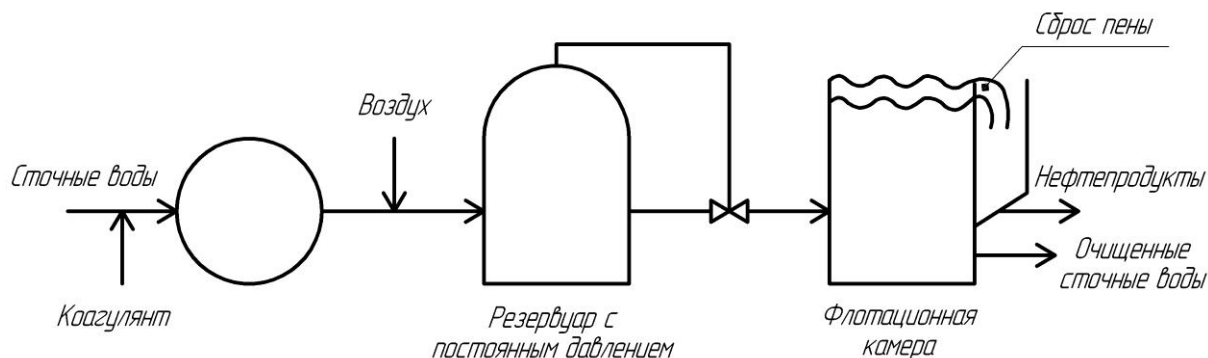 Сброс пены
Воздух
Сточные воды
Нефтепродукты
Очищенные
сточные воды
Коагулянт
Резервуар с
постоянным давлением
Флотационная
камера